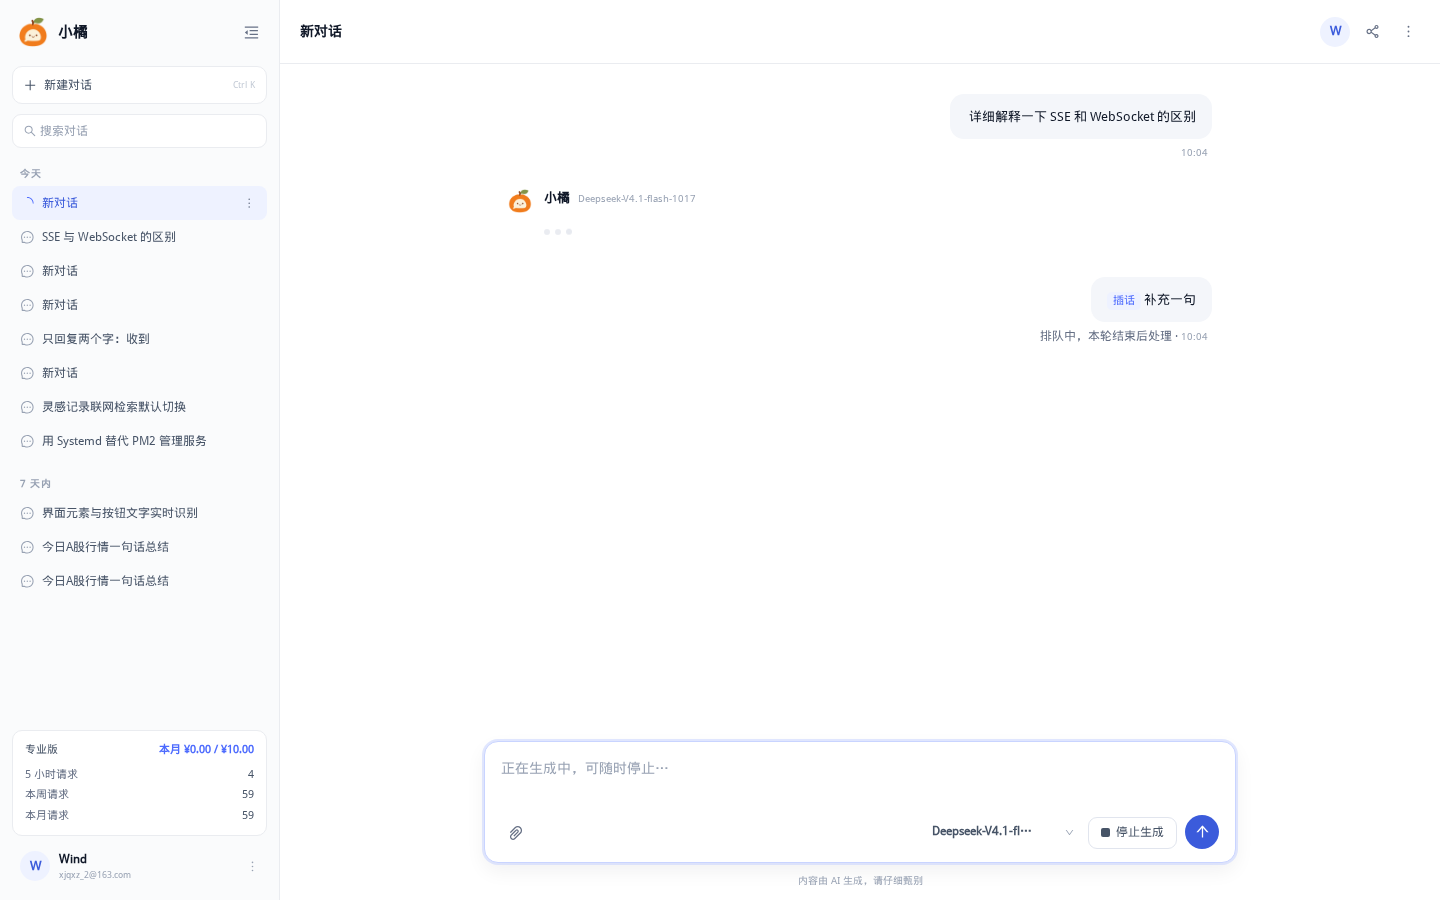 小橘
新建对话
Ctrl K
搜索对话
今天
新对话
SSE 与 WebSocket 的区别
新对话
新对话
只回复两个字：收到
新对话
灵感记录联网检索默认切换
用 Systemd 替代 PM2 管理服务
7 天内
界面元素与按钮文字实时识别
今日A股行情一句话总结
今日A股行情一句话总结
专业版 本月 ¥0.00 / ¥10.00
5 小时请求 4
本周请求 59
本月请求 59
W
Wind
xjqxz_2@163.com
新对话
W
详细解释一下 SSE 和 WebSocket 的区别
10:04
小橘 Deepseek-V4.1-flash-1017
插话 补充一句
排队中，本轮结束后处理 · 10:04
正在生成中，可随时停止…
Deepseek-V4.1-fl…
停止生成
内容由 AI 生成，请仔细甄别